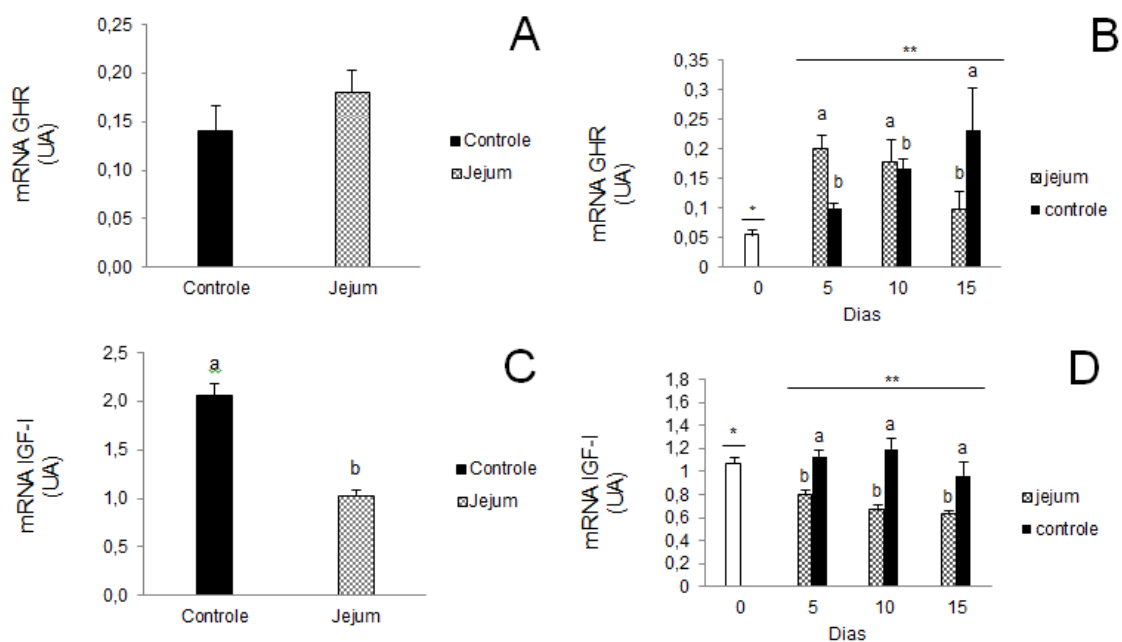 A
mRNA GHR
(UA)
0,25
0,20
0,15
0,10
0,05
0,00
Controle
Jejum
Controle
Jejum
B
mRNA GHR
(UA)
0,35
0,3
0,25
0,2
0,15
0,1
0,05
0
*
**
a
b
a
b
b
a
0
5
10
15
Dias
jejum
controle
C
mRNA IGF-I
(UA)
2,5
2,0
1,5
1,0
0,5
0,0
a
b
Controle
Jejum
Controle
Jejum
D
mRNA IGF-I
(UA)
1,8
1,6
1,4
1,2
1
0,8
0,6
0,4
0,2
0
*
**
b
a
b
a
b
a
0
5
10
15
Dias
jejum
controle